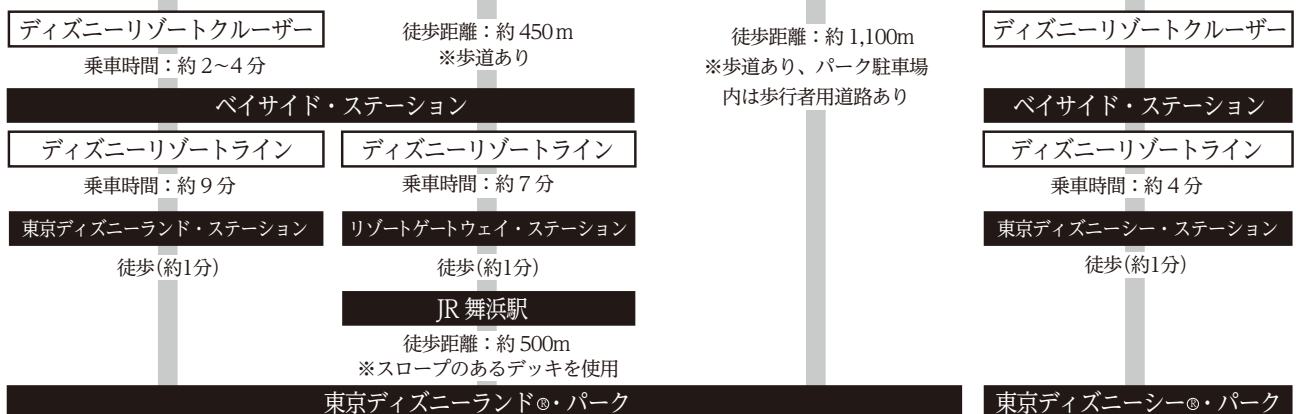 ディズニーリゾートクルーザー
乗車時間：約 2~4 分
徒歩距離：約 450 m
※歩道あり
徒歩距離：約 1,100m
※歩道あり、パーク駐車場
内は歩行者用道路あり
ディズニーリゾートクルーザー
ベイサイド・ステーション
ベイサイド・ステーション
ディズニーリゾートライン
乗車時間：約 9 分
ディズニーリゾートライン
乗車時間：約 7 分
ディズニーリゾートライン
乗車時間：約 4 分
東京ディズニーランド・ステーション
徒歩(約1分)
リゾートゲートウェイ・ステーション
徒歩(約1分)
東京ディズニーシー・ステーション
徒歩(約1分)
JR 舞浜駅
徒歩距離：約 500m
※スロープのあるデッキを使用
東京ディズニーランド®・パーク
東京ディズニーシー®・パーク